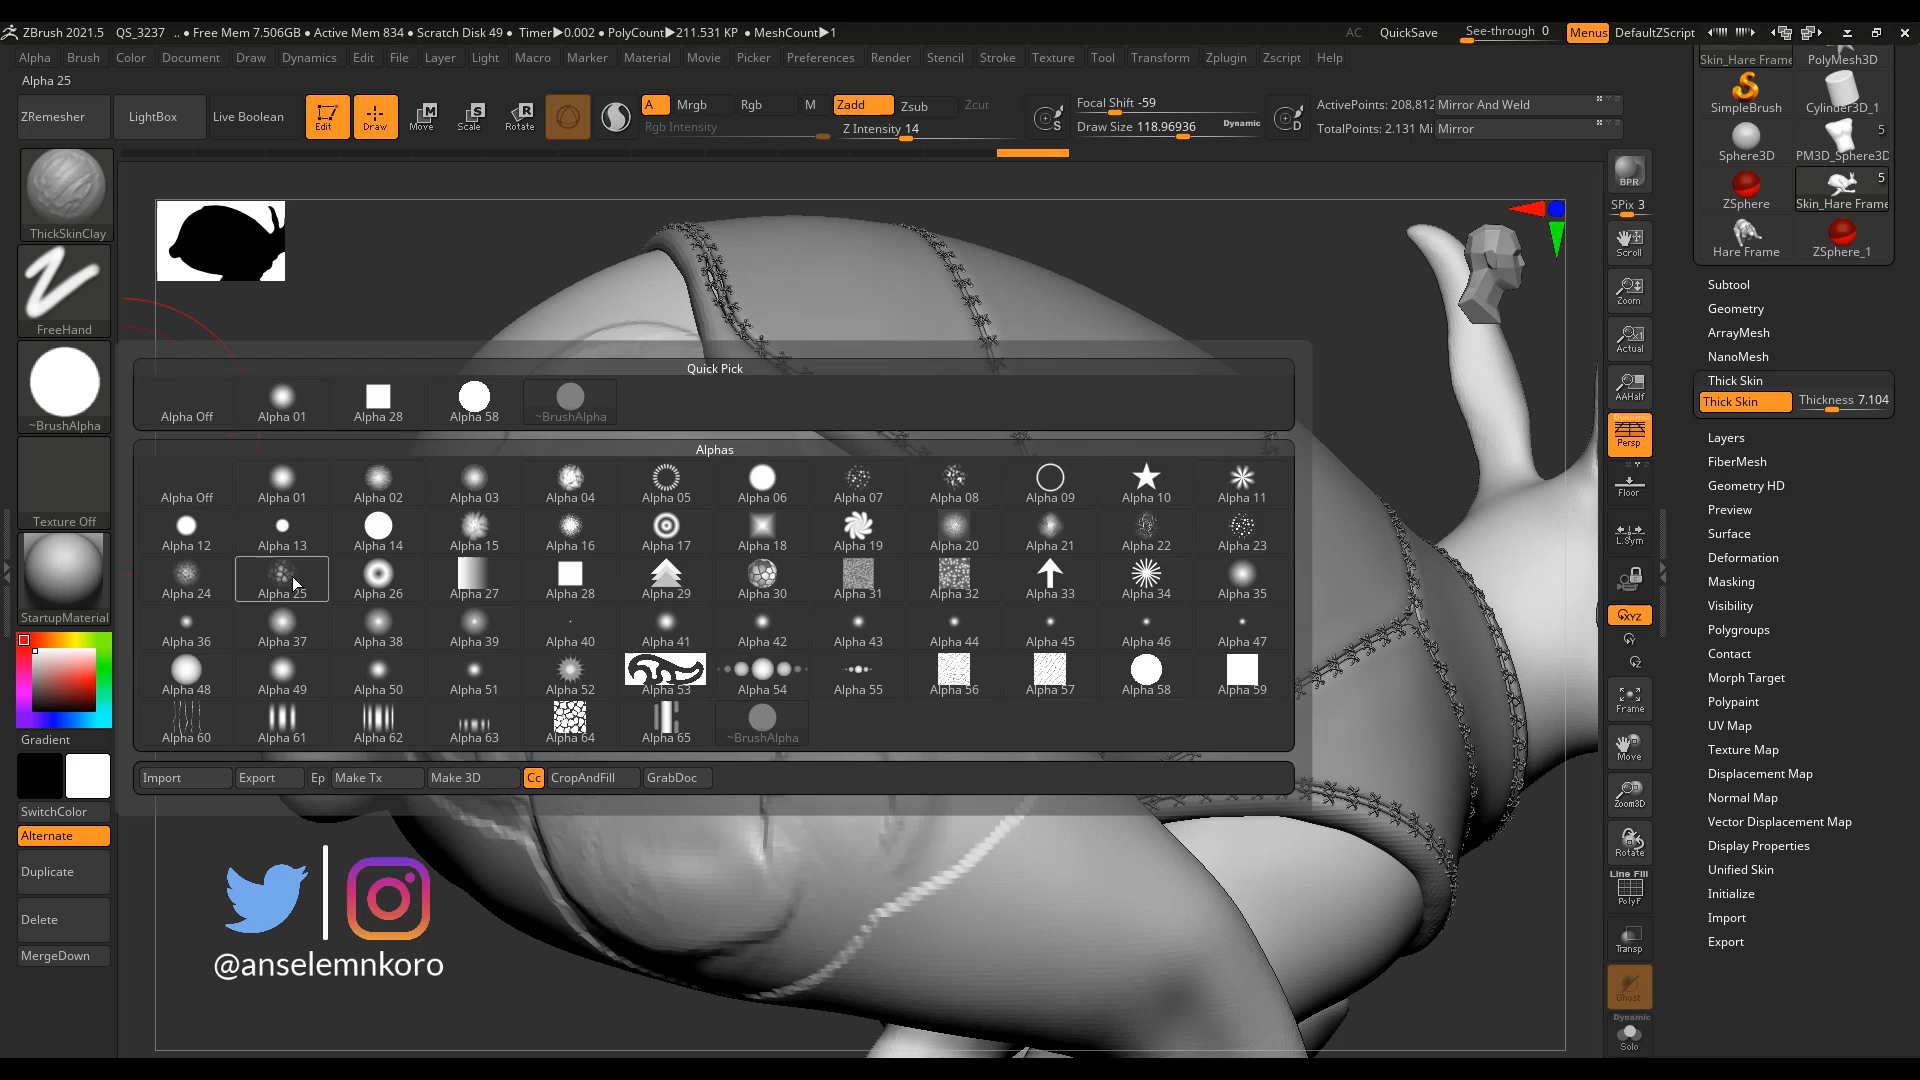 ZBrush 2021.5 QS_3237 .. ● Free Mem 7.506GB ● Active Mem 834 ● Scratch Disk 49 ● Timer▶0.002 ● PolyCount▶211.531 KP ● MeshCount▶1 AC QuickSave See-through 0 Menus DefaultZScript
Alpha Brush Color Document Draw Dynamics Edit File Layer Light Macro Marker Material Movie Picker Preferences Render Stencil Stroke Texture Tool Transform Zplugin Zscript Help
Alpha 25
ZRemesher LightBox Live Boolean Edit Draw Move Scale Rotate
A Mrgb Rgb M Zadd Zsub Zcut
Rgb Intensity Z Intensity 14
S Focal Shift -59
Draw Size 118.96936 Dynamic
D ActivePoints: 208,812 Mirror And Weld
TotalPoints: 2.131 Mi Mirror
ThickSkinClay
FreeHand
~BrushAlpha
Texture Off
StartupMaterial
Gradient
SwitchColor
Alternate
Duplicate
Delete
MergeDown
Quick Pick
Alpha Off Alpha 01 Alpha 28 Alpha 58 ~BrushAlpha
Alphas
Alpha Off Alpha 01 Alpha 02 Alpha 03 Alpha 04 Alpha 05 Alpha 06 Alpha 07 Alpha 08 Alpha 09 Alpha 10 Alpha 11
Alpha 12 Alpha 13 Alpha 14 Alpha 15 Alpha 16 Alpha 17 Alpha 18 Alpha 19 Alpha 20 Alpha 21 Alpha 22 Alpha 23
Alpha 24 Alpha 25 Alpha 26 Alpha 27 Alpha 28 Alpha 29 Alpha 30 Alpha 31 Alpha 32 Alpha 33 Alpha 34 Alpha 35
Alpha 36 Alpha 37 Alpha 38 Alpha 39 Alpha 40 Alpha 41 Alpha 42 Alpha 43 Alpha 44 Alpha 45 Alpha 46 Alpha 47
Alpha 48 Alpha 49 Alpha 50 Alpha 51 Alpha 52 Alpha 53 Alpha 54 Alpha 55 Alpha 56 Alpha 57 Alpha 58 Alpha 59
Alpha 60 Alpha 61 Alpha 62 Alpha 63 Alpha 64 Alpha 65 ~BrushAlpha
Import Export Ep Make Tx Make 3D Cc CropAndFill GrabDoc
@anselemnkoro
BPR
SPix 3
Scroll
Zoom
Actual
AAHalf
Dynamic
Persp
Floor
L.Sym
XYZ
Frame
Move
Zoom3D
Rotate
Line Fill
PolyF
Transp
Ghost
Dynamic
Solo
Skin_Hare Frame PolyMesh3D
SimpleBrush Cylinder3D_1
5
Sphere3D PM3D_Sphere3D
5
ZSphere Skin_Hare Frame
Hare Frame ZSphere_1
Subtool
Geometry
ArrayMesh
NanoMesh
Thick Skin
Thick Skin Thickness 7.104
Layers
FiberMesh
Geometry HD
Preview
Surface
Deformation
Masking
Visibility
Polygroups
Contact
Morph Target
Polypaint
UV Map
Texture Map
Displacement Map
Normal Map
Vector Displacement Map
Display Properties
Unified Skin
Initialize
Import
Export